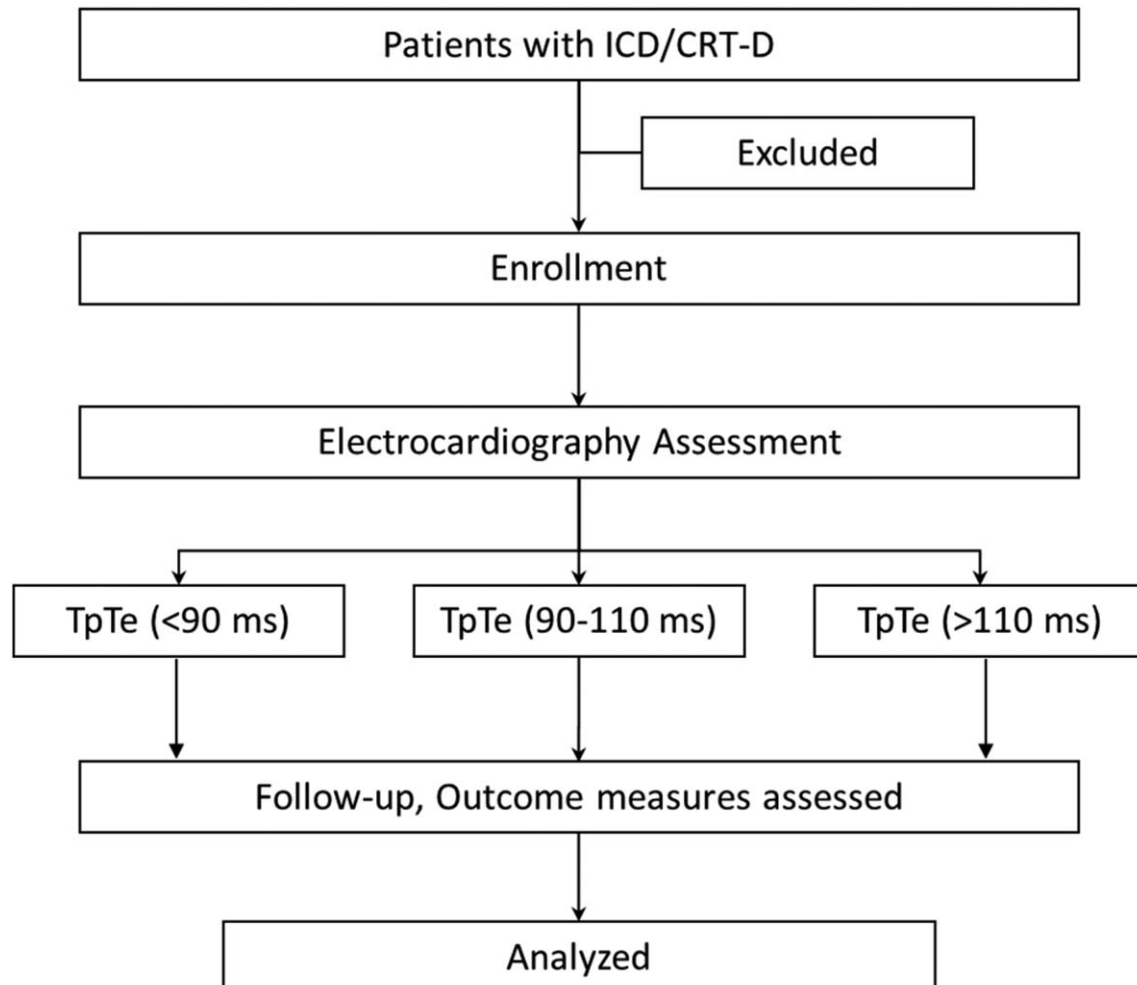 Patients with ICD/CRT-D
Excluded
Enrollment
Electrocardiography Assessment
TpTe (<90 ms)
TpTe (90-110 ms)
TpTe (>110 ms)
Follow-up, Outcome measures assessed
Analyzed